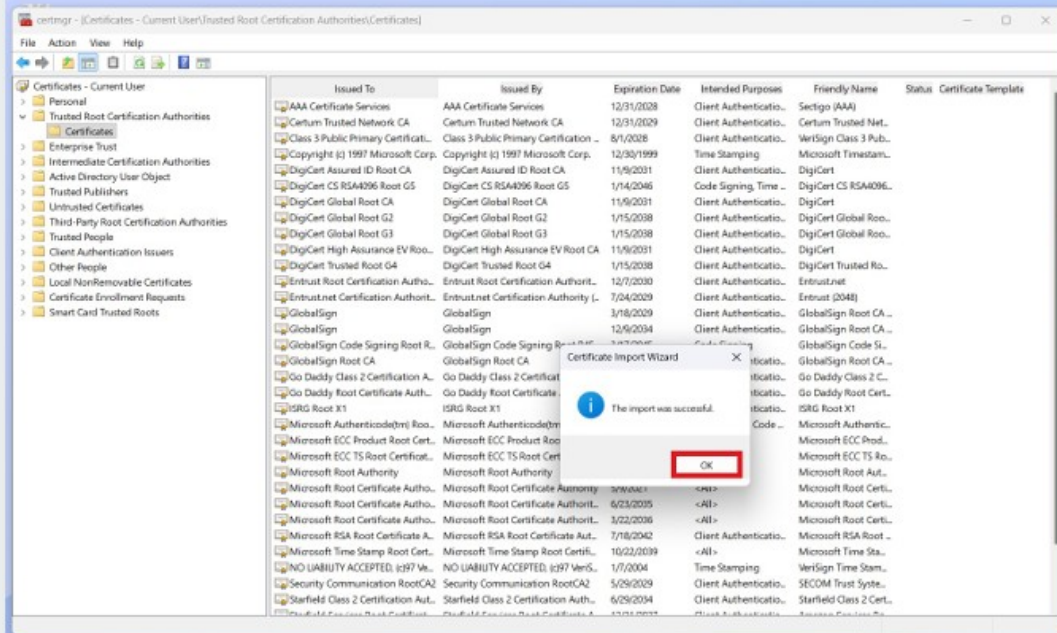 certmgr - [Certificates - Current User\Trusted Root Certification Authorities\Certificates]
File Action View Help
Certificates - Current User
Personal
Trusted Root Certification Authorities
Certificates
Enterprise Trust
Intermediate Certification Authorities
Active Directory User Object
Trusted Publishers
Untrusted Certificates
Third-Party Root Certification Authorities
Trusted People
Client Authentication Issuers
Other People
Local NonRemovable Certificates
Certificate Enrollment Requests
Smart Card Trusted Roots
Issued To Issued By Expiration Date Intended Purposes Friendly Name Status Certificate Template
AAA Certificate Services AAA Certificate Services 12/31/2028 Client Authenticatio... Sectigo (AAA)
Certum Trusted Network CA Certum Trusted Network CA 12/31/2029 Client Authenticatio... Certum Trusted Net...
Class 3 Public Primary Certificati... Class 3 Public Primary Certification ... 8/1/2028 Client Authenticatio... VeriSign Class 3 Pub...
Copyright (c) 1997 Microsoft Corp. Copyright (c) 1997 Microsoft Corp. 12/30/1999 Time Stamping Microsoft Timestam...
DigiCert Assured ID Root CA DigiCert Assured ID Root CA 11/9/2031 Client Authenticatio... DigiCert
DigiCert CS RSA4096 Root G5 DigiCert CS RSA4096 Root G5 1/14/2046 Code Signing, Time ... DigiCert CS RSA4096...
DigiCert Global Root CA DigiCert Global Root CA 11/9/2031 Client Authenticatio... DigiCert
DigiCert Global Root G2 DigiCert Global Root G2 1/15/2038 Client Authenticatio... DigiCert Global Roo...
DigiCert Global Root G3 DigiCert Global Root G3 1/15/2038 Client Authenticatio... DigiCert Global Roo...
DigiCert High Assurance EV Roo... DigiCert High Assurance EV Root CA 11/9/2031 Client Authenticatio... DigiCert
DigiCert Trusted Root G4 DigiCert Trusted Root G4 1/15/2038 Client Authenticatio... DigiCert Trusted Ro...
Entrust Root Certification Autho... Entrust Root Certification Authorit... 12/7/2030 Client Authenticatio... Entrust.net
Entrust.net Certification Authorit... Entrust.net Certification Authority (... 7/24/2029 Client Authenticatio... Entrust (2048)
GlobalSign GlobalSign 3/18/2029 Client Authenticatio... GlobalSign Root CA ...
GlobalSign GlobalSign 12/9/2034 Client Authenticatio... GlobalSign Root CA ...
GlobalSign Code Signing Root R... GlobalSign Code Signing GlobalSign Code Si...
GlobalSign Root CA GlobalSign Root CA GlobalSign Root CA ...
Go Daddy Class 2 Certification A... Go Daddy Class 2 Certificat Go Daddy Class 2 C...
Go Daddy Root Certificate Auth... Go Daddy Root Certificate Go Daddy Root Cert...
ISRG Root X1 ISRG Root X1 ISRG Root X1
Microsoft Authenticode(tm) Roo... Microsoft Authenticode(tm Code ... Microsoft Authentic...
Microsoft ECC Product Root Cert... Microsoft ECC Product Roo Microsoft ECC Prod...
Microsoft ECC TS Root Certificat... Microsoft ECC TS Root Cert Microsoft ECC TS Ro...
Microsoft Root Authority Microsoft Root Authority Microsoft Root Aut...
Microsoft Root Certificate Autho... Microsoft Root Certificate Authority 5/9/2021 <All> Microsoft Root Certi...
Microsoft Root Certificate Autho... Microsoft Root Certificate Authorit... 6/23/2035 <All> Microsoft Root Certi...
Microsoft Root Certificate Autho... Microsoft Root Certificate Authorit... 3/22/2036 <All> Microsoft Root Certi...
Microsoft RSA Root Certificate A... Microsoft RSA Root Certificate Aut... 7/18/2042 Client Authenticatio... Microsoft RSA Root ...
Microsoft Time Stamp Root Cert... Microsoft Time Stamp Root Certifi... 10/22/2039 <All> Microsoft Time Sta...
NO LIABILITY ACCEPTED, (c)97 Ve... NO LIABILITY ACCEPTED, (c)97 VeriS... 1/7/2004 Time Stamping VeriSign Time Stam...
Security Communication RootCA2 Security Communication RootCA2 5/29/2029 Client Authenticatio... SECOM Trust Syste...
Starfield Class 2 Certification Aut... Starfield Class 2 Certification Auth... 6/29/2034 Client Authenticatio... Starfield Class 2 Cert...
Certificate Import Wizard
The import was successful.
OK